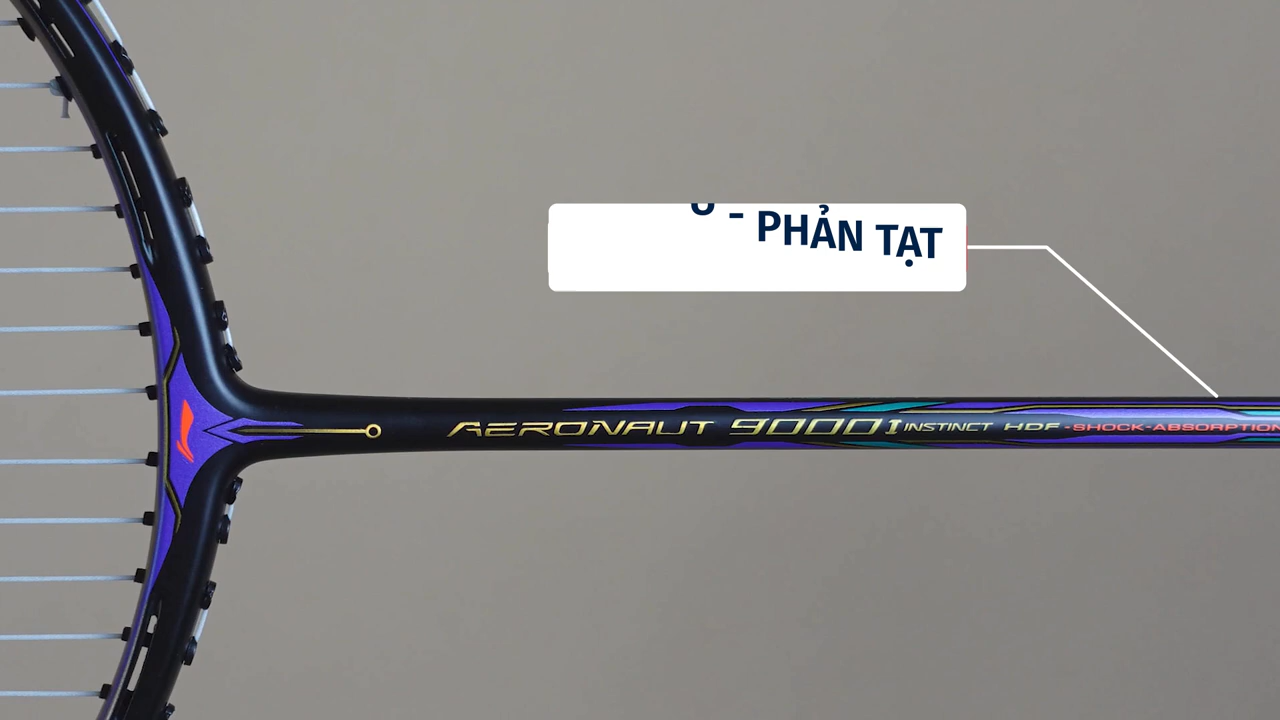 - PHẢN TẠT
AERONAUT 9000I INSTINCT HDF-SHOCK-ABSORPTION